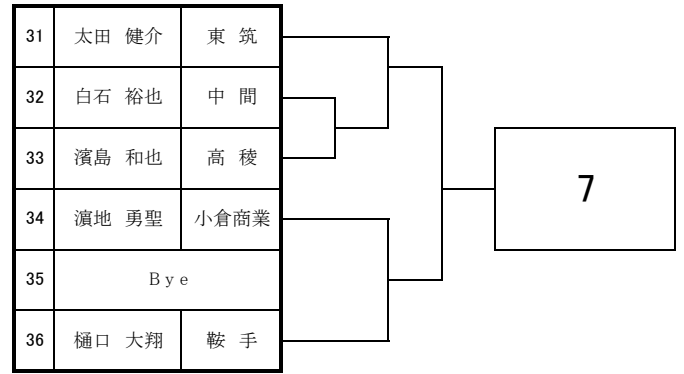 31 太田 健介 東 筑
32 白石 裕也 中 間
33 濱島 和也 高 稜
34 濵地 勇聖 小倉商業
35 Bye
36 樋口 大翔 鞍 手
7